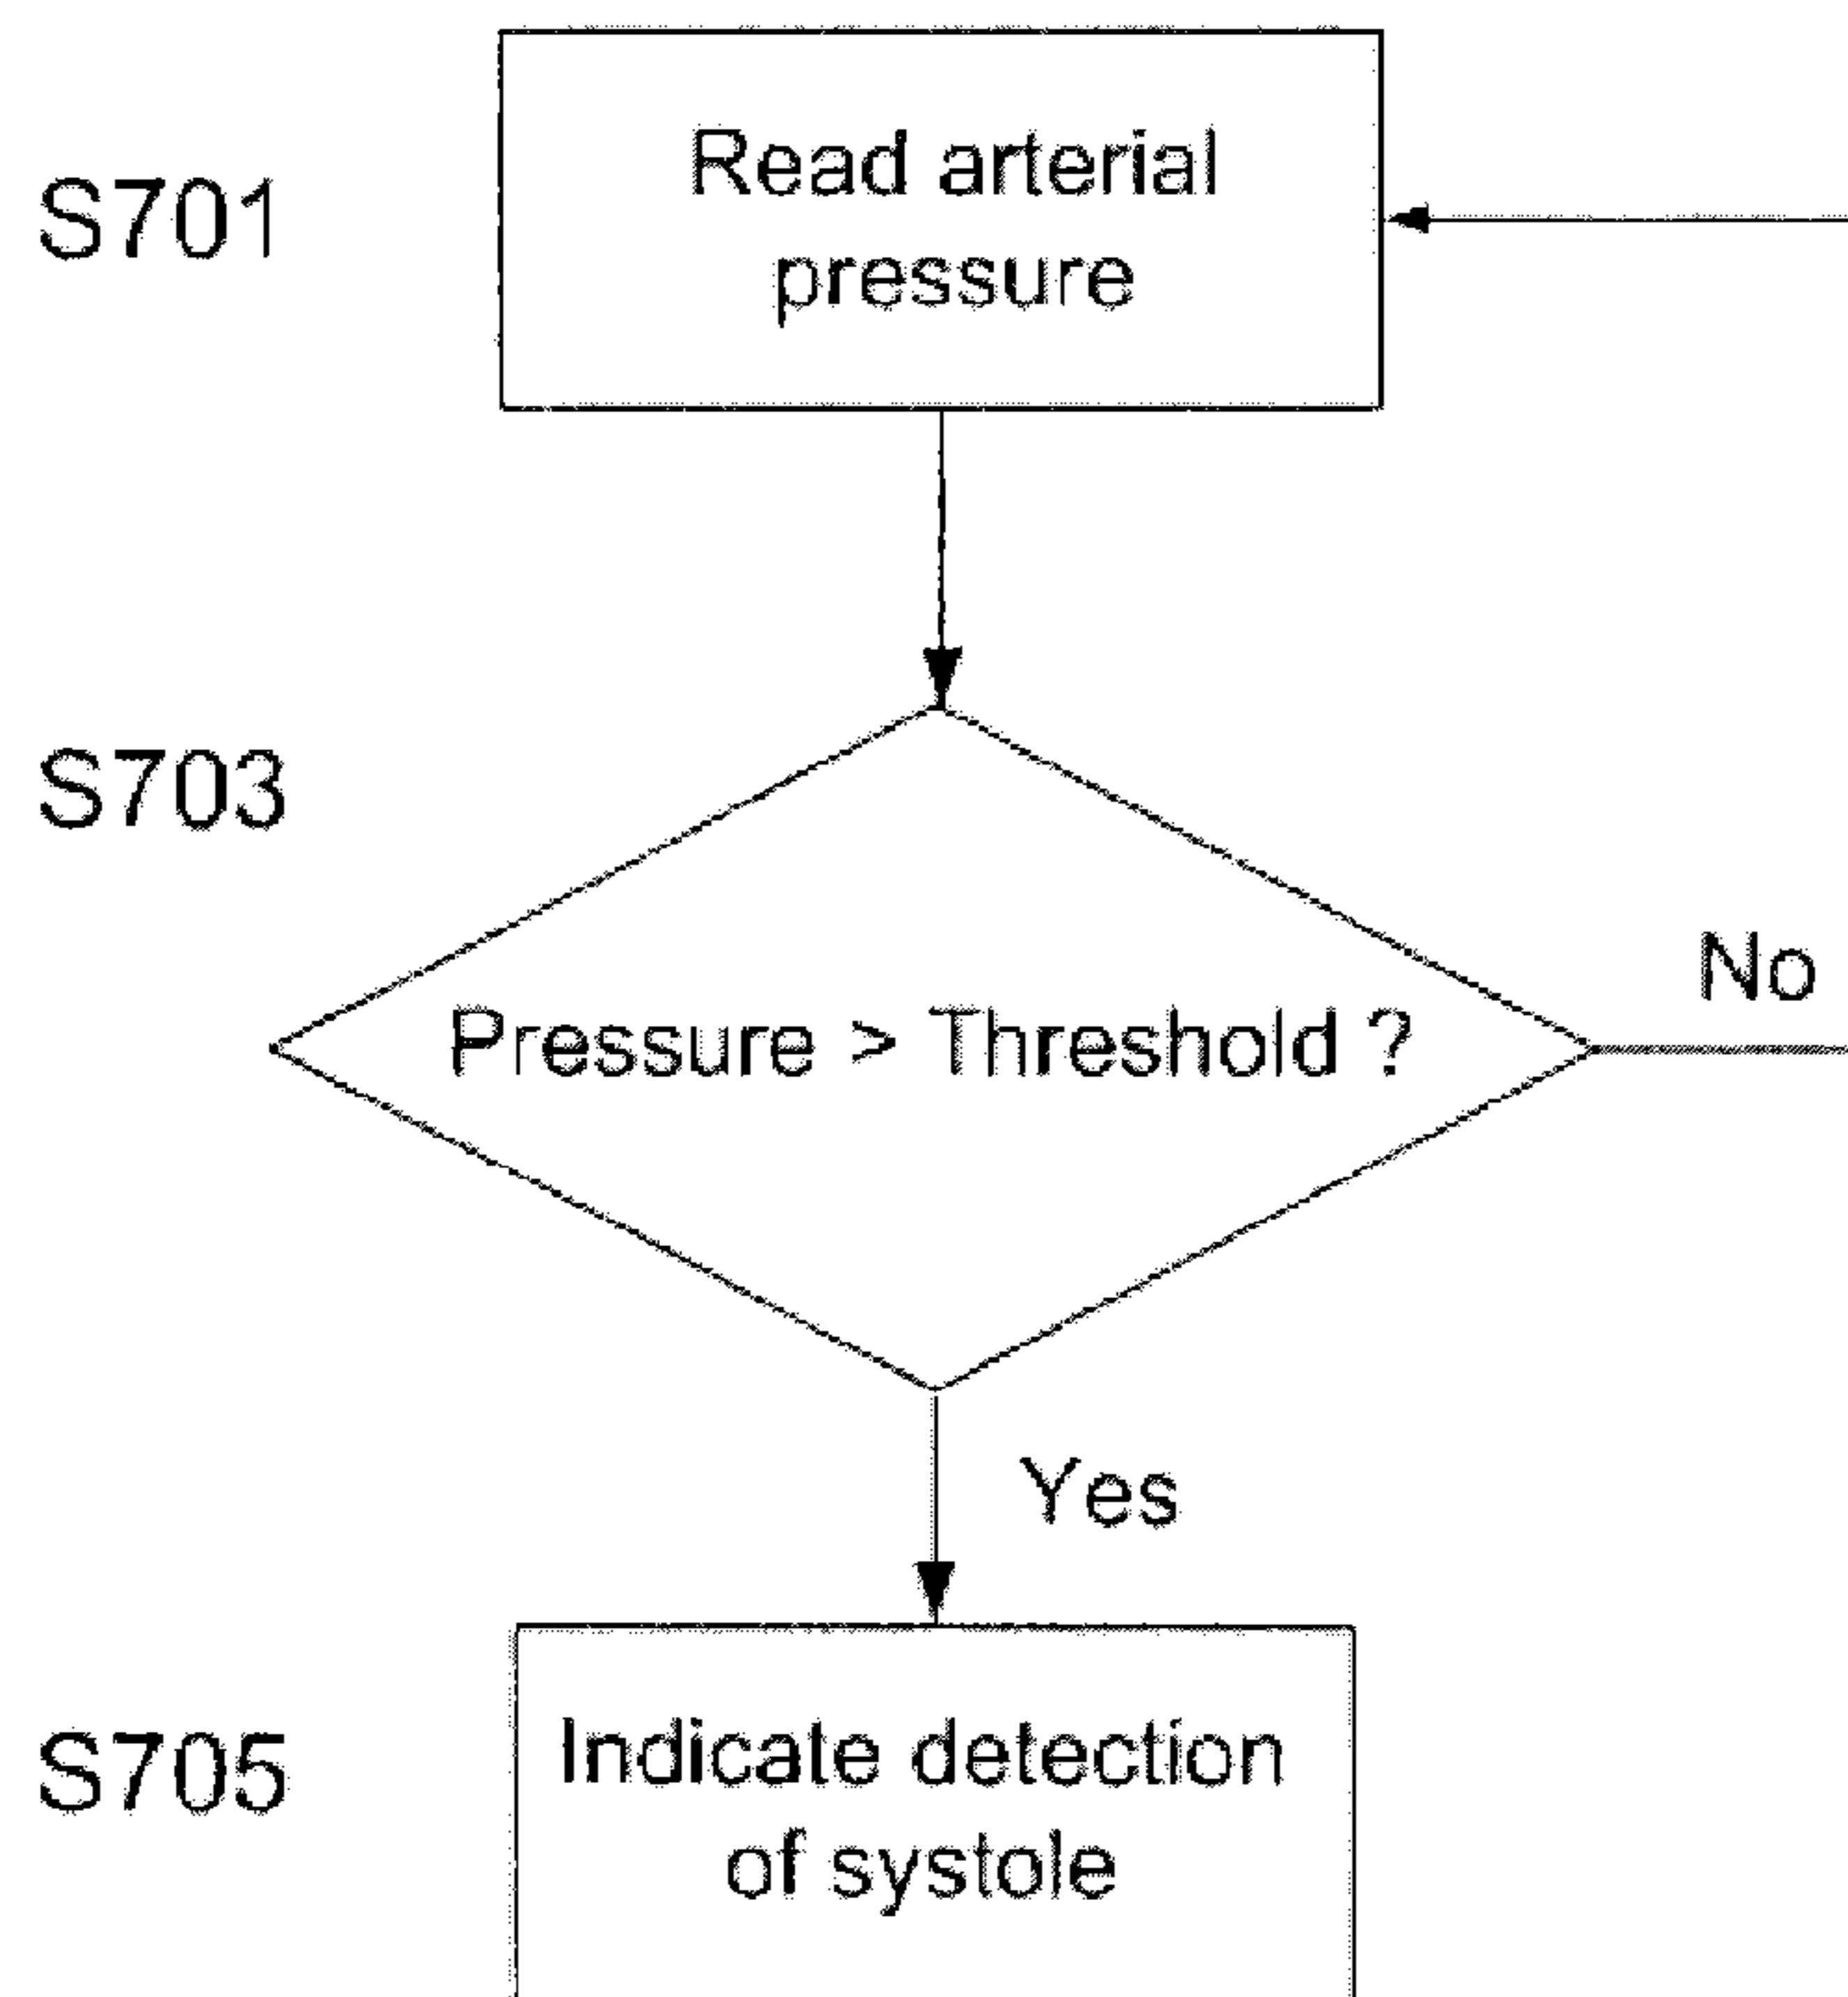 S701
Read arterial
pressure
S703
Pressure > Threshold ?
No
Yes
S705
Indicate detection
of systole